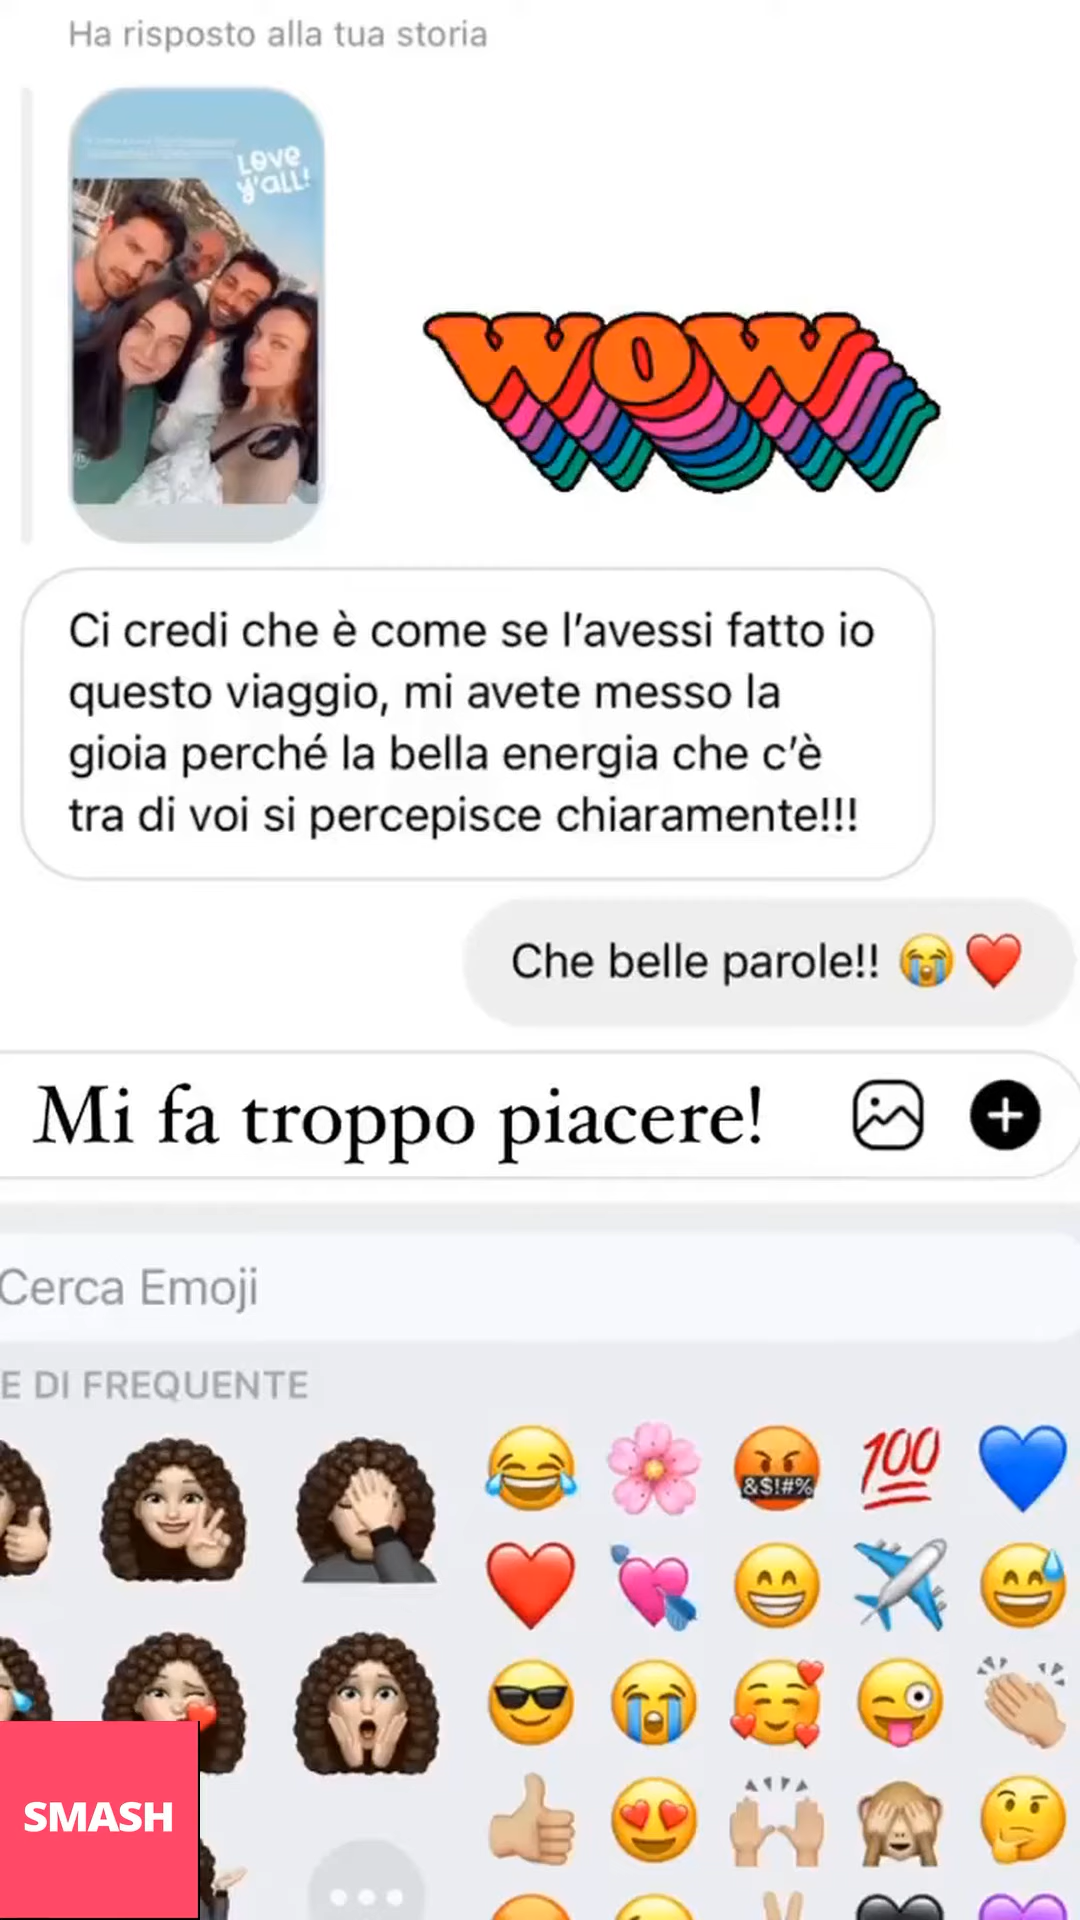 Ha risposto alla tua storia
Love
y'all!
WOW
Ci credi che è come se l'avessi fatto io
questo viaggio, mi avete messo la
gioia perché la bella energia che c'è
tra di voi si percepisce chiaramente!!!
Che belle parole!! 😭❤️
Mi fa troppo piacere!
Cerca Emoji
E DI FREQUENTE
&$!#%
100
SMASH